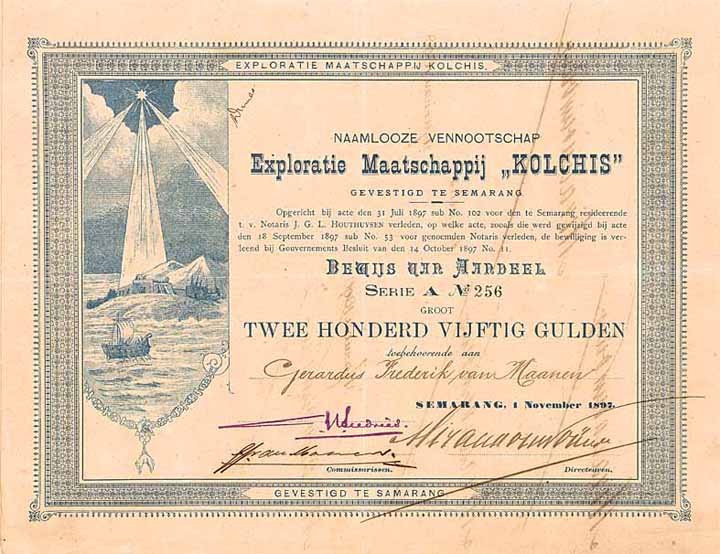 EXPLORATIE MAATSCHAPPIJ KOLCHIS.
NAAMLOOZE VENNOOTSCHAP
Exploratie Maatschappij „KOLCHIS”
GEVESTIGD TE SEMARANG
Opgericht bij acte den 31 Juli 1897 sub No. 102 voor den te Semarang resideerende
t. v. Notaris J. G. L. HOUTHUYSEN verleden, op welke acte, zooals die werd gewijzigd bij acte
den 18 September 1897 sub No. 53 voor genoemden Notaris verleden, de bewilliging is ver-
leend bij Gouvernements Besluit van den 14 October 1897 No. 11.
BEWIJS VAN AANDEEL
SERIE A No 256
GROOT
TWEE HONDERD VIJFTIG GULDEN
toebehoorende aan
Gerardus Frederik van Maanen
SEMARANG, 1 November 1897.
Commissarissen.
Directeuren.
GEVESTIGD TE SAMARANG